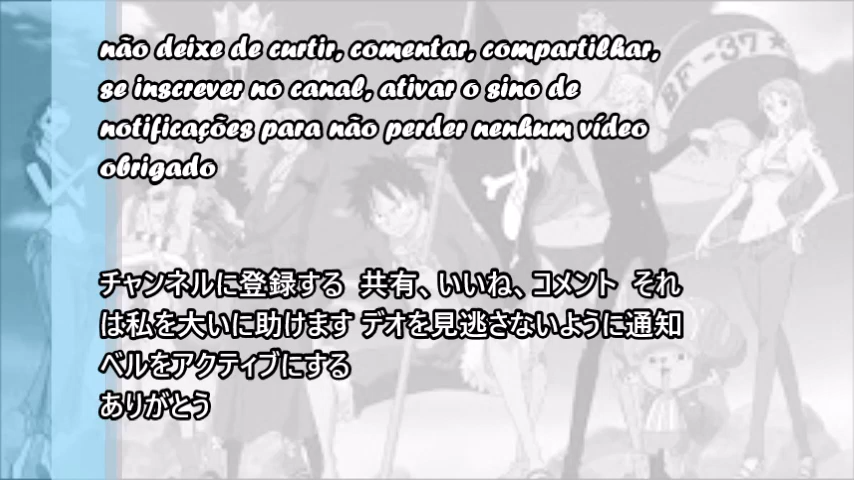 BF-37★
não deixe de curtir, comentar, compartilhar,
se inscrever no canal, ativar o sino de
notificações para não perder nenhum vídeo
obrigado
チャンネルに登録する 共有、いいね、コメント それ
は私を大いに助けます デオを見逃さないように通知
ベルをアクティブにする
ありがとう